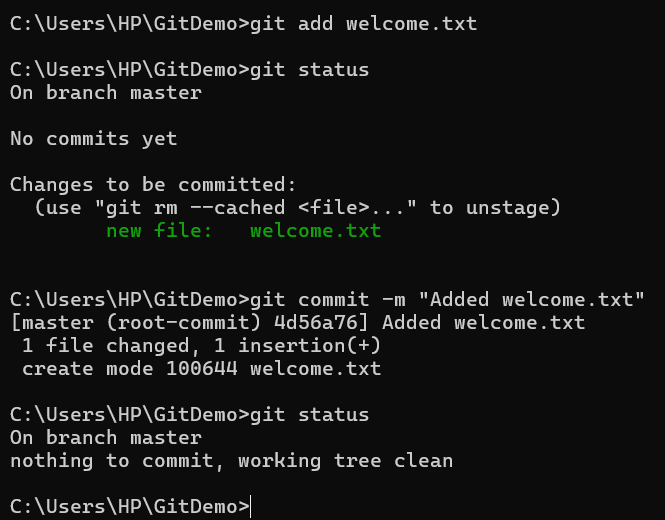 C:\Users\HP\GitDemo>git add welcome.txt
C:\Users\HP\GitDemo>git status
On branch master
No commits yet
Changes to be committed:
  (use "git rm --cached <file>..." to unstage)
        new file:   welcome.txt
C:\Users\HP\GitDemo>git commit -m "Added welcome.txt"
[master (root-commit) 4d56a76] Added welcome.txt
 1 file changed, 1 insertion(+)
 create mode 100644 welcome.txt
C:\Users\HP\GitDemo>git status
On branch master
nothing to commit, working tree clean
C:\Users\HP\GitDemo>